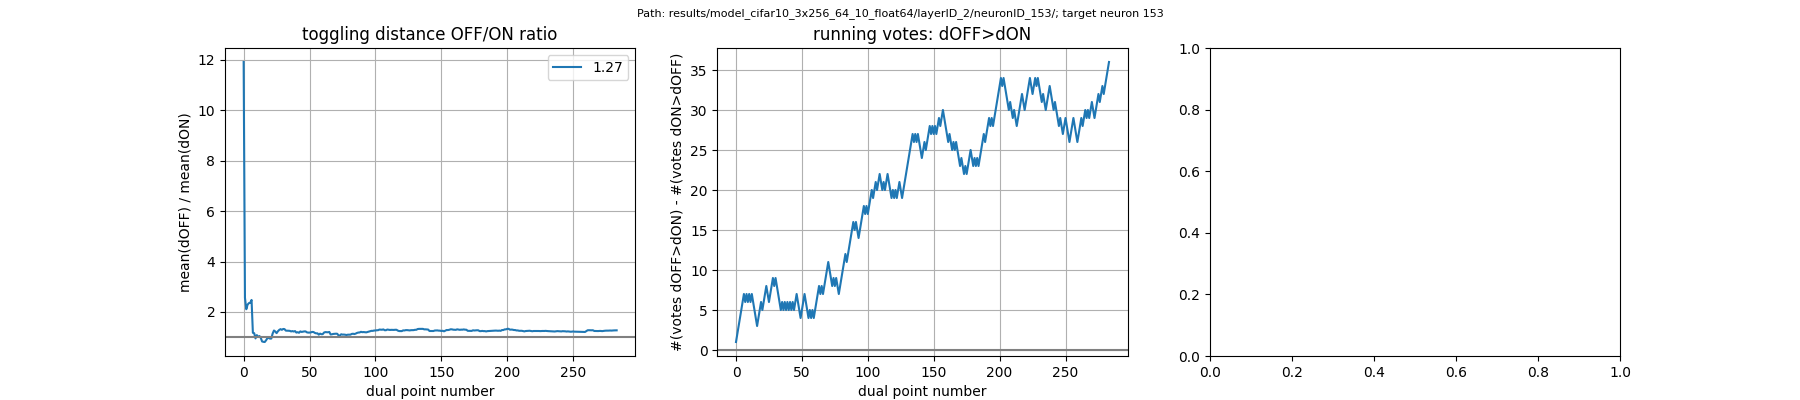 Path: results/model_cifar10_3x256_64_10_float64/layerID_2/neuronID_153/; target neuron 153
toggling distance OFF/ON ratio
mean(dOFF) / mean(dON)
12
10
8
6
4
2
1.27
0 50 100 150 200 250
dual point number
running votes: dOFF>dON
#(votes dOFF>dON) - #(votes dON>dOFF)
35
30
25
20
15
10
5
0
0 50 100 150 200 250
dual point number
1.0
0.8
0.6
0.4
0.2
0.0
0.0 0.2 0.4 0.6 0.8 1.0